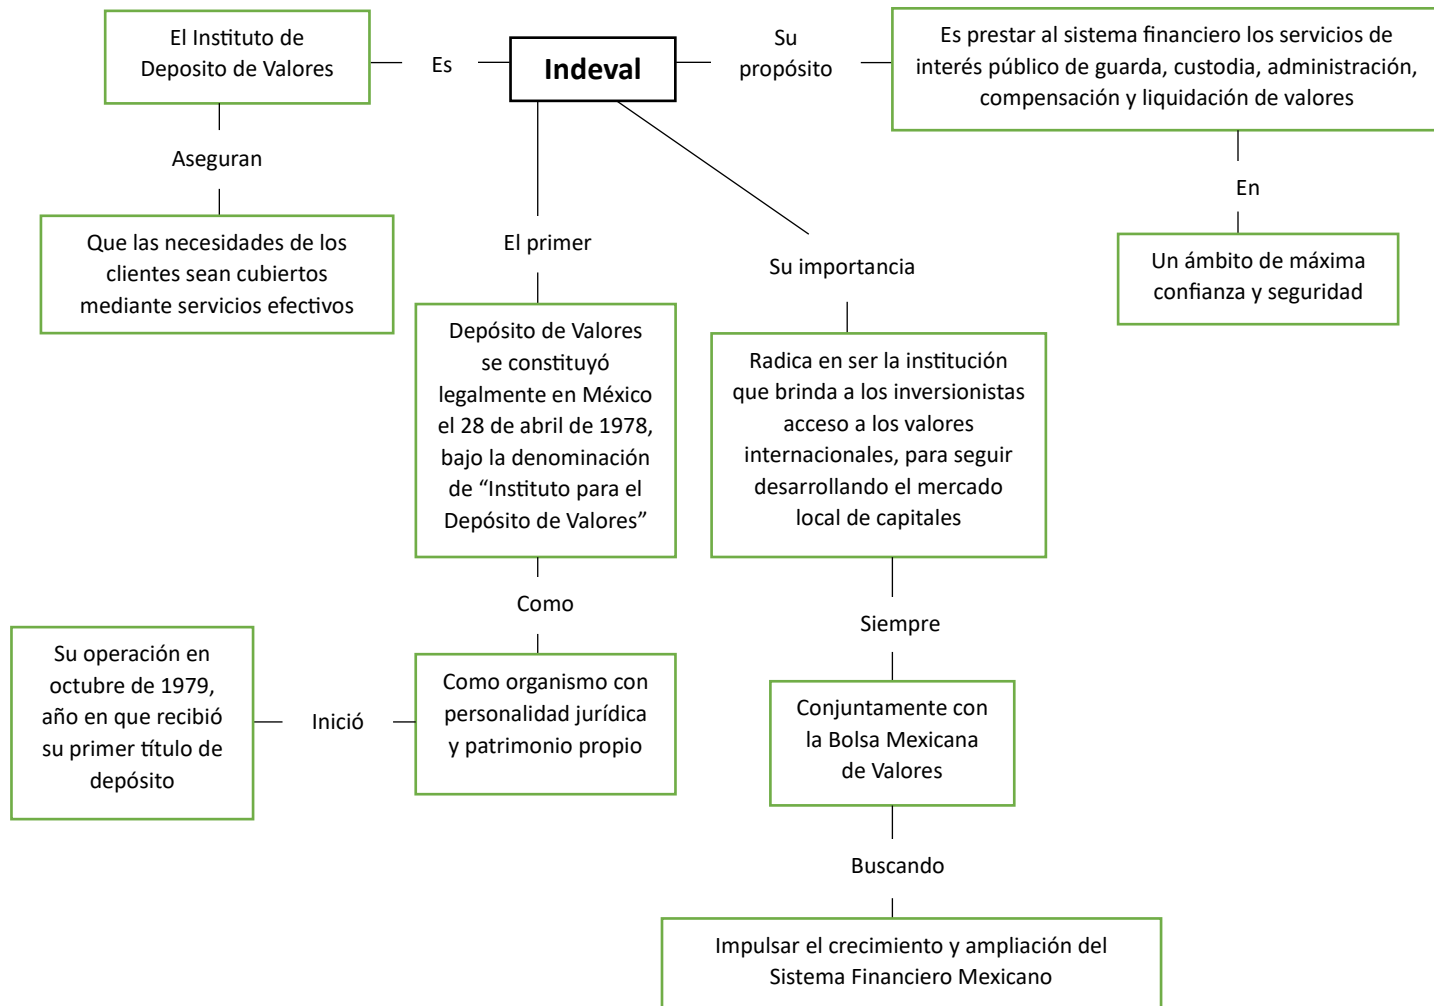 El Instituto de
Deposito de Valores
Es
Indeval
Su
propósito
Es prestar al sistema financiero los servicios de
interés público de guarda, custodia, administración,
compensación y liquidación de valores
Aseguran
En
Que las necesidades de los
clientes sean cubiertos
mediante servicios efectivos
El primer
Su importancia
Un ámbito de máxima
confianza y seguridad
Depósito de Valores
se constituyó
legalmente en México
el 28 de abril de 1978,
bajo la denominación
de “Instituto para el
Depósito de Valores”
Radica en ser la institución
que brinda a los inversionistas
acceso a los valores
internacionales, para seguir
desarrollando el mercado
local de capitales
Como
Siempre
Su operación en
octubre de 1979,
año en que recibió
su primer título de
depósito
Inició
Como organismo con
personalidad jurídica
y patrimonio propio
Conjuntamente con
la Bolsa Mexicana
de Valores
Buscando
Impulsar el crecimiento y ampliación del
Sistema Financiero Mexicano